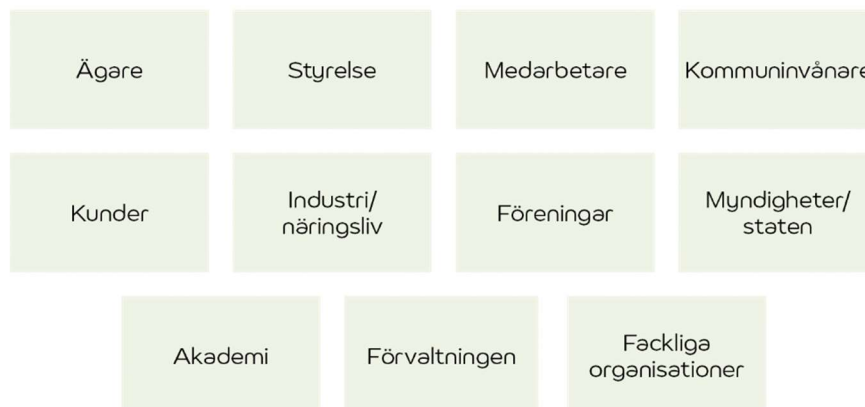 Ägare
Styrelse
Medarbetare
Kommuninvånare
Kunder
Industri/
näringsliv
Föreningar
Myndigheter/
staten
Akademi
Förvaltningen
Fackliga
organisationer